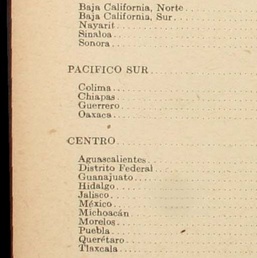 Baja California, Norte
Baja California, Sur
Nayarit
Sinaloa
Sonora
PACIFICO SUR
Colima
Chiapas
Guerrero
Oaxaca
CENTRO
Aguascalientes
Distrito Federal
Guanajuato
Hidalgo
Jalisco
México
Michoacán
Morelos
Puebla
Querétaro
Tlaxcala